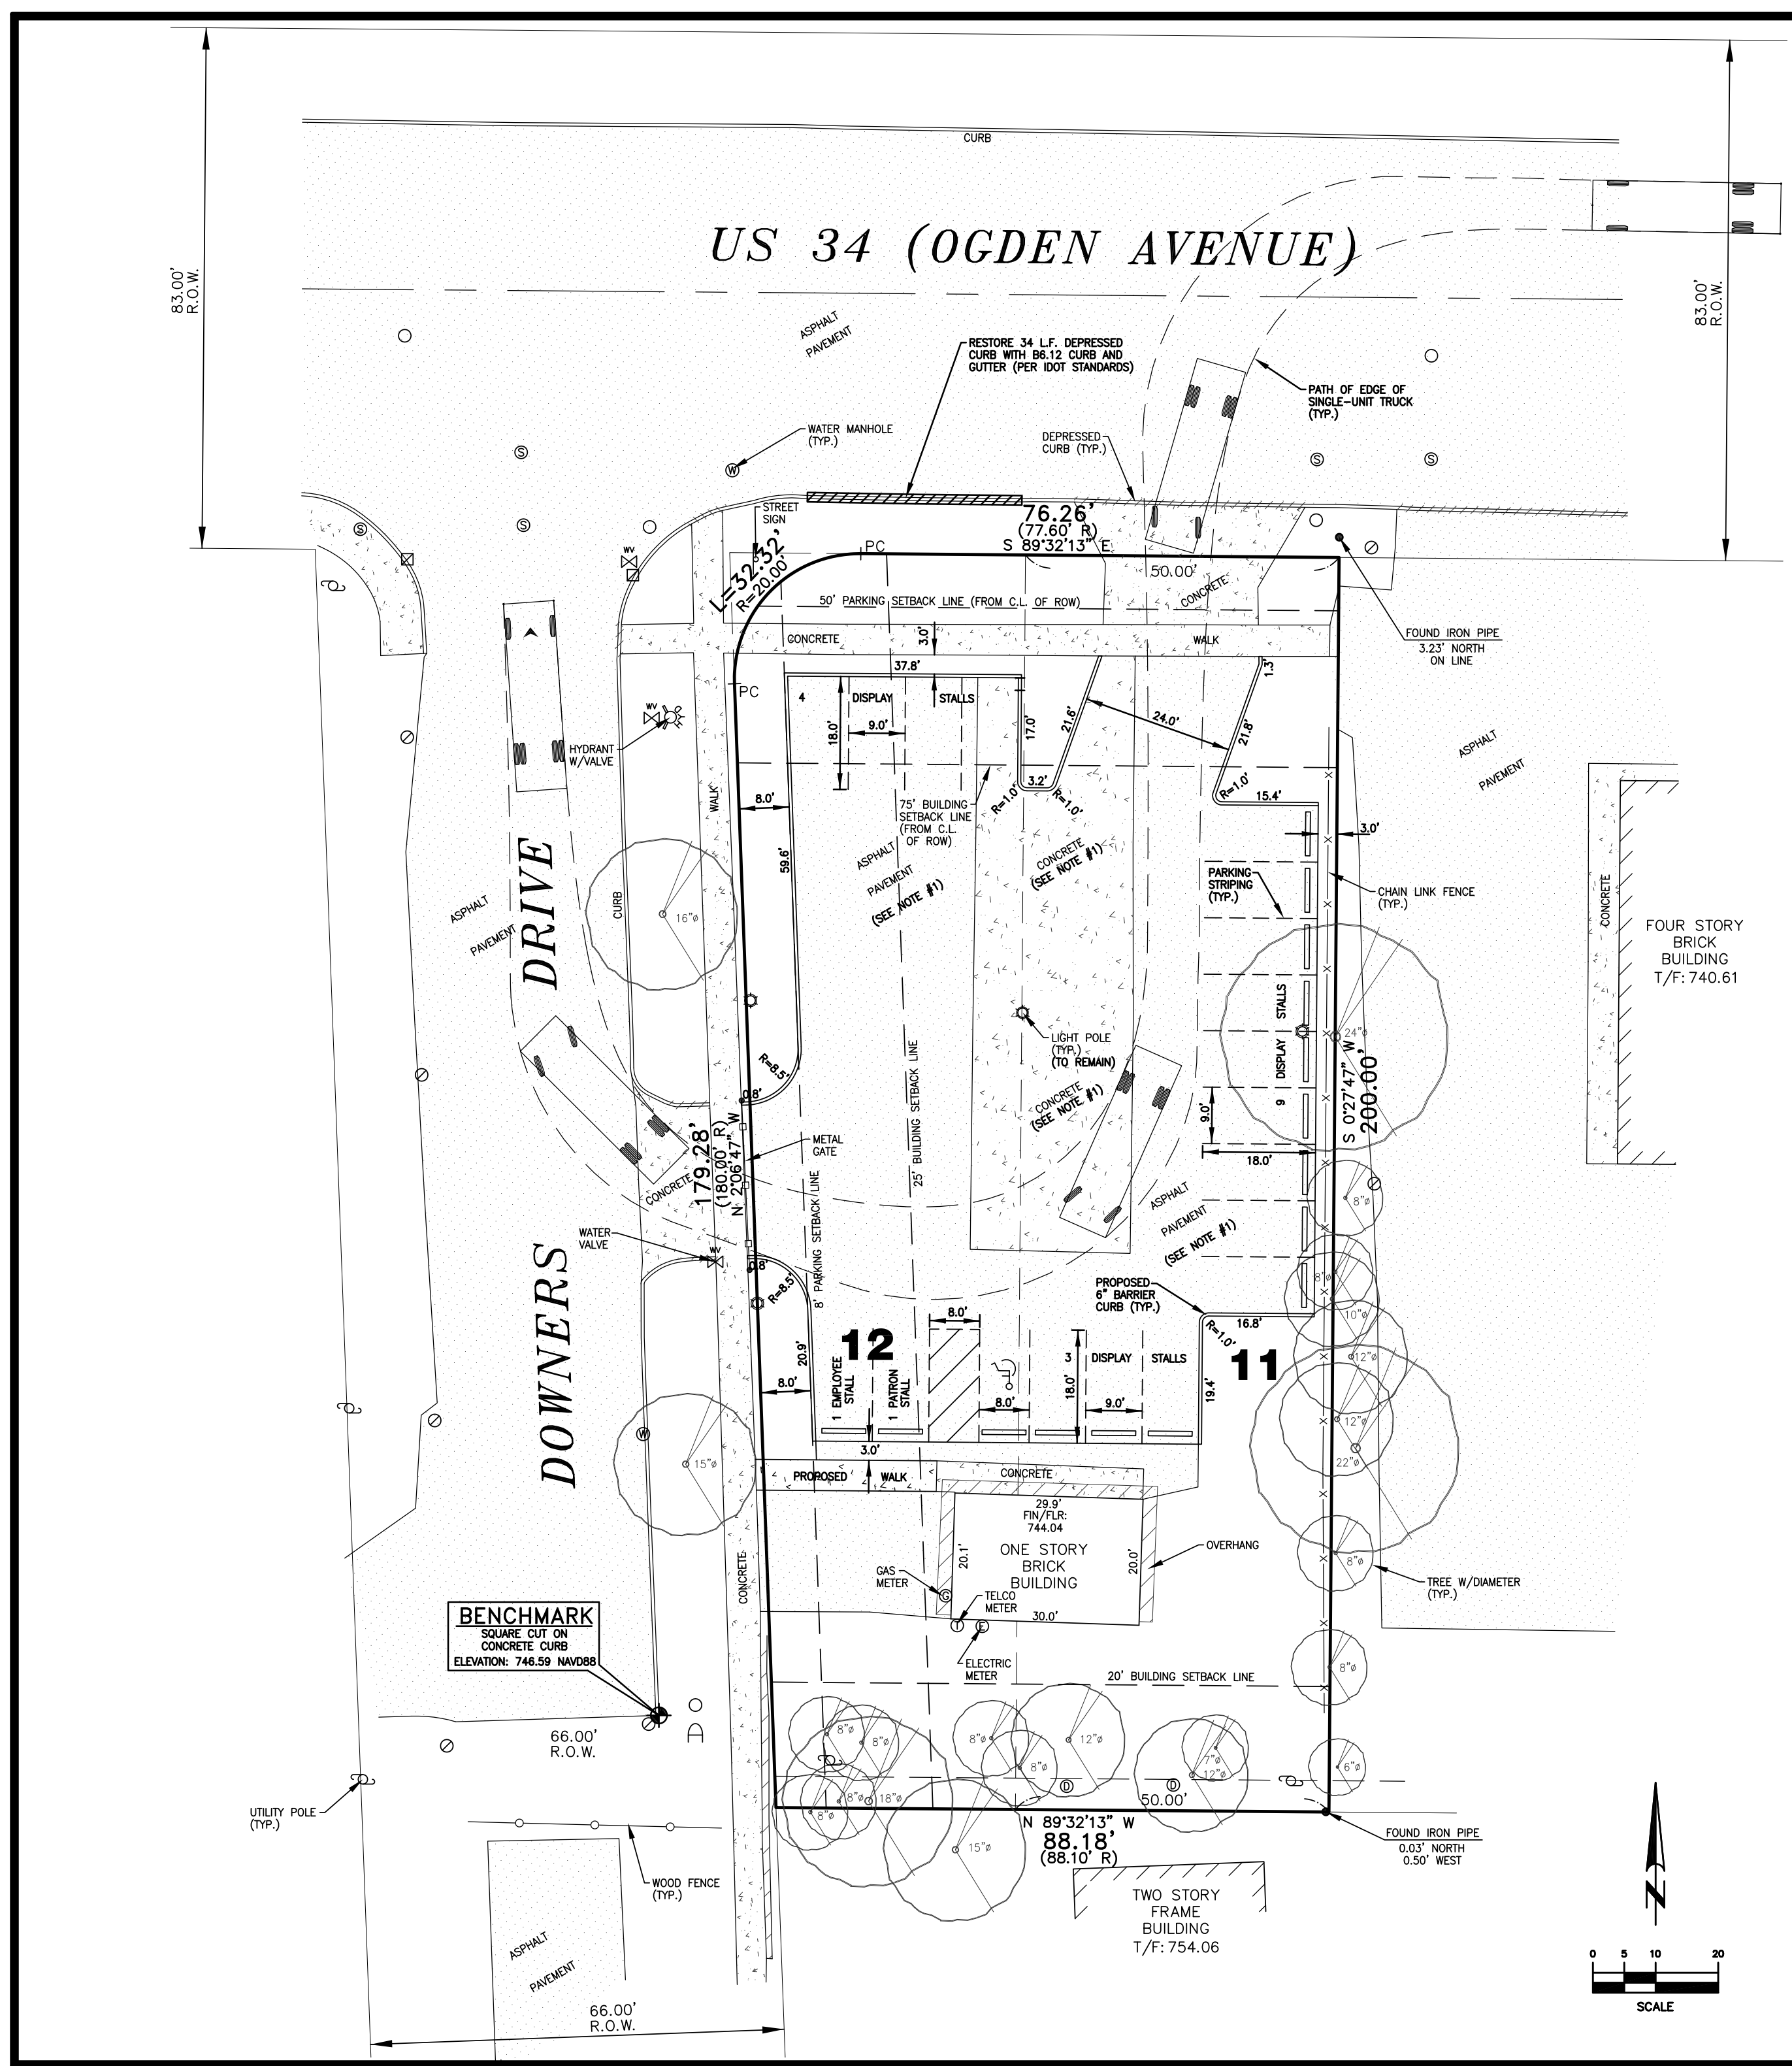 83.00'
R.O.W.
83.00'
R.O.W.
CURB
US 34 (OGDEN AVENUE)
ASPHALT
PAVEMENT
RESTORE 34 L.F. DEPRESSED
CURB WITH B6.12 CURB AND
GUTTER (PER IDOT STANDARDS)
PATH OF EDGE OF
SINGLE-UNIT TRUCK
(TYP.)
WATER MANHOLE
(TYP.)
DEPRESSED
CURB (TYP.)
W
S
S
S
S
S
STREET
SIGN
76.26'
(77.60' R)
S 89°32'13" E
PC
L=32.32'
R=20.00'
50.00'
CONCRETE
WV
50' PARKING SETBACK LINE (FROM C.L. OF ROW)
CONCRETE
WALK
3.0'
FOUND IRON PIPE
3.23' NORTH
ON LINE
37.8'
1.3'
PC
4 DISPLAY STALLS
18.0'
9.0'
17.0'
21.6'
24.0'
21.8'
WV
HY
HYDRANT
W/VALVE
ASPHALT
PAVEMENT
3.2'
R=1.0'
R=1.0'
R=1.0'
15.4'
8.0'
WALK
75' BUILDING
SETBACK LINE
(FROM C.L.
OF ROW)
3.0'
59.6'
ASPHALT
PAVEMENT
(SEE NOTE #1)
CONCRETE
(SEE NOTE #1)
PARKING
STRIPING
(TYP.)
CHAIN LINK FENCE
(TYP.)
CONCRETE
FOUR STORY
BRICK
BUILDING
T/F: 740.61
CURB
16"ø
ASPHALT
PAVEMENT
DOWNERS DRIVE
9 DISPLAY STALLS
24"ø
S 0°27'47" W
200.00'
LIGHT POLE
(TYP.)
(TO REMAIN)
CONCRETE
(SEE NOTE #1)
25' BUILDING SETBACK LINE
R=8.5'
0.8'
9.0'
18.0'
METAL
GATE
179.28'
(180.00' R)
N 2°06'47" W
CONCRETE
8' PARKING SETBACK LINE
ASPHALT
PAVEMENT
(SEE NOTE #1)
8"ø
WATER
VALVE
WV
0.8'
R=8.5'
PROPOSED
6" BARRIER
CURB (TYP.)
8"ø
10"ø
12"ø
8.0'
16.8'
R=1.0'
12
11
20.9'
8.0'
1 EMPLOYEE
STALL
1 PATRON
STALL
8.0'
18.0'
3 DISPLAY STALLS
9.0'
19.4'
12"ø
22"ø
W
15"ø
3.0'
PROPOSED WALK
CONCRETE
29.9'
FIN/FLR:
744.04
ONE STORY
BRICK
BUILDING
20.1'
20.0'
30.0'
OVERHANG
8"ø
TREE W/DIAMETER
(TYP.)
GAS
METER
G
TELCO
METER
T
E
ELECTRIC
METER
CONCRETE
BENCHMARK
SQUARE CUT ON
CONCRETE CURB
ELEVATION: 746.59 NAVD88
20' BUILDING SETBACK LINE
8"ø
66.00'
R.O.W.
8"ø
8"ø
8"ø
8"ø
12"ø
7"ø
12"ø
6"ø
8"ø
8"ø
18"ø
D
D
50.00'
UTILITY POLE
(TYP.)
N 89°32'13" W
88.18'
(88.10' R)
15"ø
FOUND IRON PIPE
0.03' NORTH
0.50' WEST
WOOD FENCE
(TYP.)
TWO STORY
FRAME
BUILDING
T/F: 754.06
ASPHALT
PAVEMENT
66.00'
R.O.W.
N
0 5 10 20
SCALE